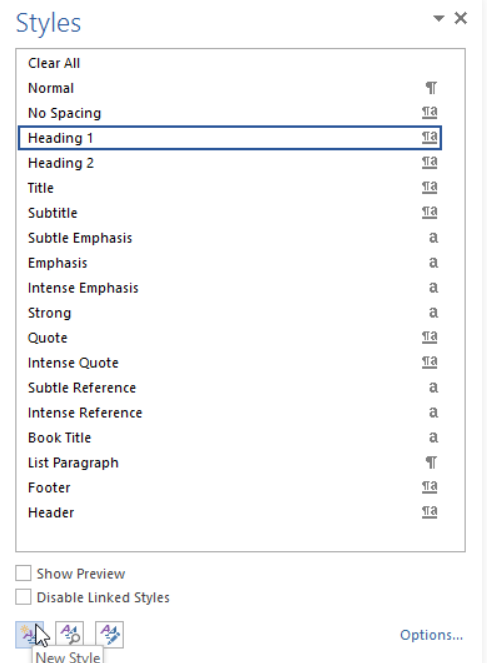 Styles
Clear All
Normal ¶
No Spacing ¶a
Heading 1 ¶a
Heading 2 ¶a
Title ¶a
Subtitle ¶a
Subtle Emphasis a
Emphasis a
Intense Emphasis a
Strong a
Quote ¶a
Intense Quote ¶a
Subtle Reference a
Intense Reference a
Book Title a
List Paragraph ¶
Footer ¶a
Header ¶a
Show Preview
Disable Linked Styles
Options...
New Style